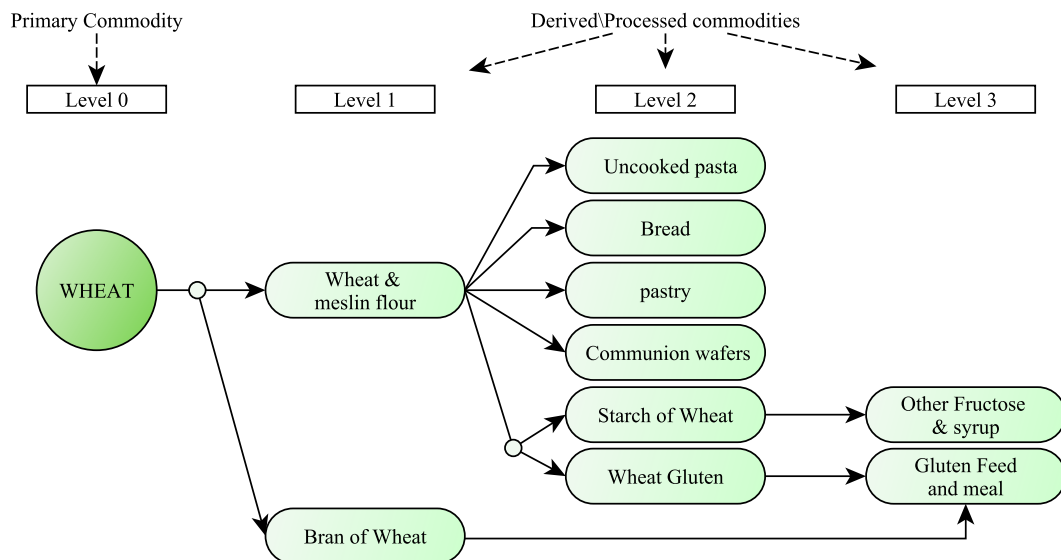 Primary Commodity
Derived\Processed commodities
Level 0
Level 1
Level 2
Level 3
Uncooked pasta
Bread
WHEAT
Wheat &
meslin flour
pastry
Communion wafers
Starch of Wheat
Other Fructose
& syrup
Wheat Gluten
Gluten Feed
and meal
Bran of Wheat